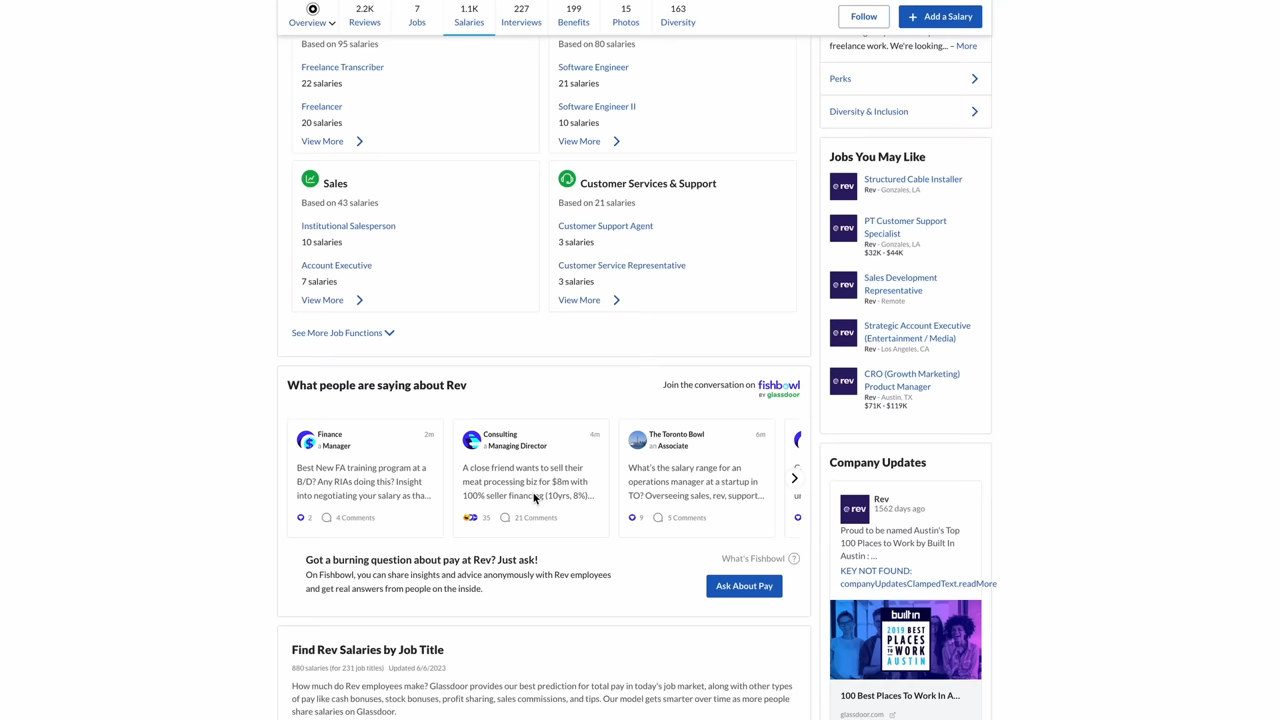 Overview
2.2K
Reviews
7
Jobs
1.1K
Salaries
227
Interviews
199
Benefits
15
Photos
163
Diversity
Follow
+ Add a Salary
Based on 95 salaries
Freelance Transcriber
22 salaries
Freelancer
20 salaries
View More
Based on 80 salaries
Software Engineer
21 salaries
Software Engineer II
10 salaries
View More
Sales
Based on 43 salaries
Institutional Salesperson
10 salaries
Account Executive
7 salaries
View More
Customer Services & Support
Based on 21 salaries
Customer Support Agent
3 salaries
Customer Service Representative
3 salaries
View More
See More Job Functions
What people are saying about Rev
Join the conversation on fishbowl
BY glassdoor
Finance
a Manager
2m
Best New FA training program at a
B/D? Any RIAs doing this? Insight
into negotiating your salary as tha...
2
4 Comments
Consulting
a Managing Director
4m
A close friend wants to sell their
meat processing biz for $8m with
100% seller financing (10yrs, 8%)...
35
21 Comments
The Toronto Bowl
an Associate
6m
What's the salary range for an
operations manager at a startup in
TO? Overseeing sales, rev, support...
9
5 Comments
Got a burning question about pay at Rev? Just ask!
On Fishbowl, you can share insights and advice anonymously with Rev employees
and get real answers from people on the inside.
What's Fishbowl ?
Ask About Pay
Find Rev Salaries by Job Title
880 salaries (for 231 job titles) Updated 6/6/2023
How much do Rev employees make? Glassdoor provides our best prediction for total pay in today's job market, along with other types
of pay like cash bonuses, stock bonuses, profit sharing, sales commissions, and tips. Our model gets smarter over time as more people
share salaries on Glassdoor.
freelance work. We're looking... – More
Perks
Diversity & Inclusion
Jobs You May Like
rev
Structured Cable Installer
Rev - Gonzales, LA
rev
PT Customer Support
Specialist
Rev - Gonzales, LA
$32K - $44K
rev
Sales Development
Representative
Rev - Remote
rev
Strategic Account Executive
(Entertainment / Media)
Rev - Los Angeles, CA
rev
CRO (Growth Marketing)
Product Manager
Rev - Austin, TX
$71K - $119K
Company Updates
rev
Rev
1562 days ago
Proud to be named Austin's Top
100 Places to Work by Built In
Austin : ...
KEY NOT FOUND:
companyUpdatesClampedText.readMore
built in
2019 BEST
PLACES
TO WORK
AUSTIN
100 Best Places To Work In A...
glassdoor.com